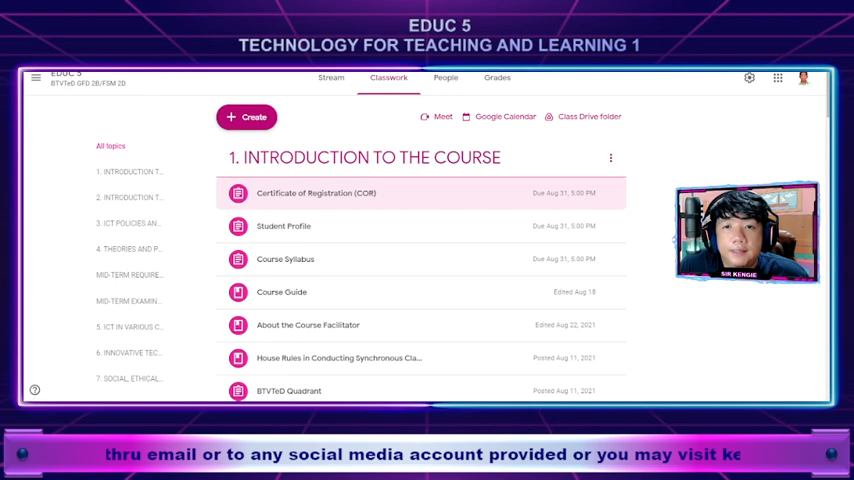 EDUC 5
TECHNOLOGY FOR TEACHING AND LEARNING 1
EDUC 5
BTVTeD GFD 2B/FSM 2D
Stream
Classwork
People
Grades
Create
Meet
Google Calendar
Class Drive folder
All topics
1. INTRODUCTION T...
2. INTRODUCTION T...
3. ICT POLICIES AN...
4. THEORIES AND P...
MID-TERM REQUIRE...
MID-TERM EXAMIN...
5. ICT IN VARIOUS C...
6. INNOVATIVE TEC...
7. SOCIAL, ETHICAL...
1. INTRODUCTION TO THE COURSE
Certificate of Registration (COR) Due Aug 31, 5:00 PM
Student Profile Due Aug 31, 5:00 PM
Course Syllabus Due Aug 31, 5:00 PM
Course Guide Edited Aug 18
About the Course Facilitator Edited Aug 22, 2021
House Rules in Conducting Synchronous Cla... Posted Aug 11, 2021
BTVTeD Quadrant Posted Aug 11, 2021
SIR KENGIE
thru email or to any social media account provided or you may visit ke